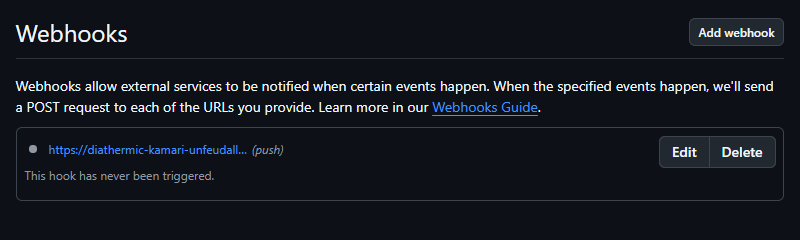 Webhooks
Add webhook
Webhooks allow external services to be notified when certain events happen. When the specified events happen, we'll send
a POST request to each of the URLs you provide. Learn more in our Webhooks Guide.
https://diathermic-kamari-unfeudall... (push)
Edit
Delete
This hook has never been triggered.